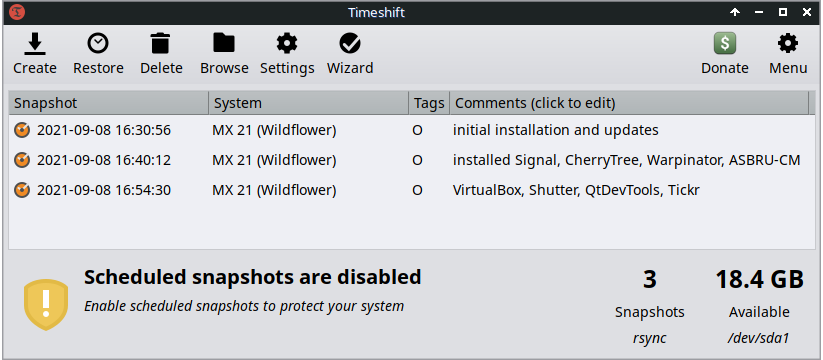 Timeshift
Create Restore Delete Browse Settings Wizard Donate Menu
Snapshot System Tags Comments (click to edit)
2021-09-08 16:30:56 MX 21 (Wildflower) O initial installation and updates
2021-09-08 16:40:12 MX 21 (Wildflower) O installed Signal, CherryTree, Warpinator, ASBRU-CM
2021-09-08 16:54:30 MX 21 (Wildflower) O VirtualBox, Shutter, QtDevTools, Tickr
Scheduled snapshots are disabled 3 18.4 GB
Enable scheduled snapshots to protect your system Snapshots Available
rsync /dev/sda1